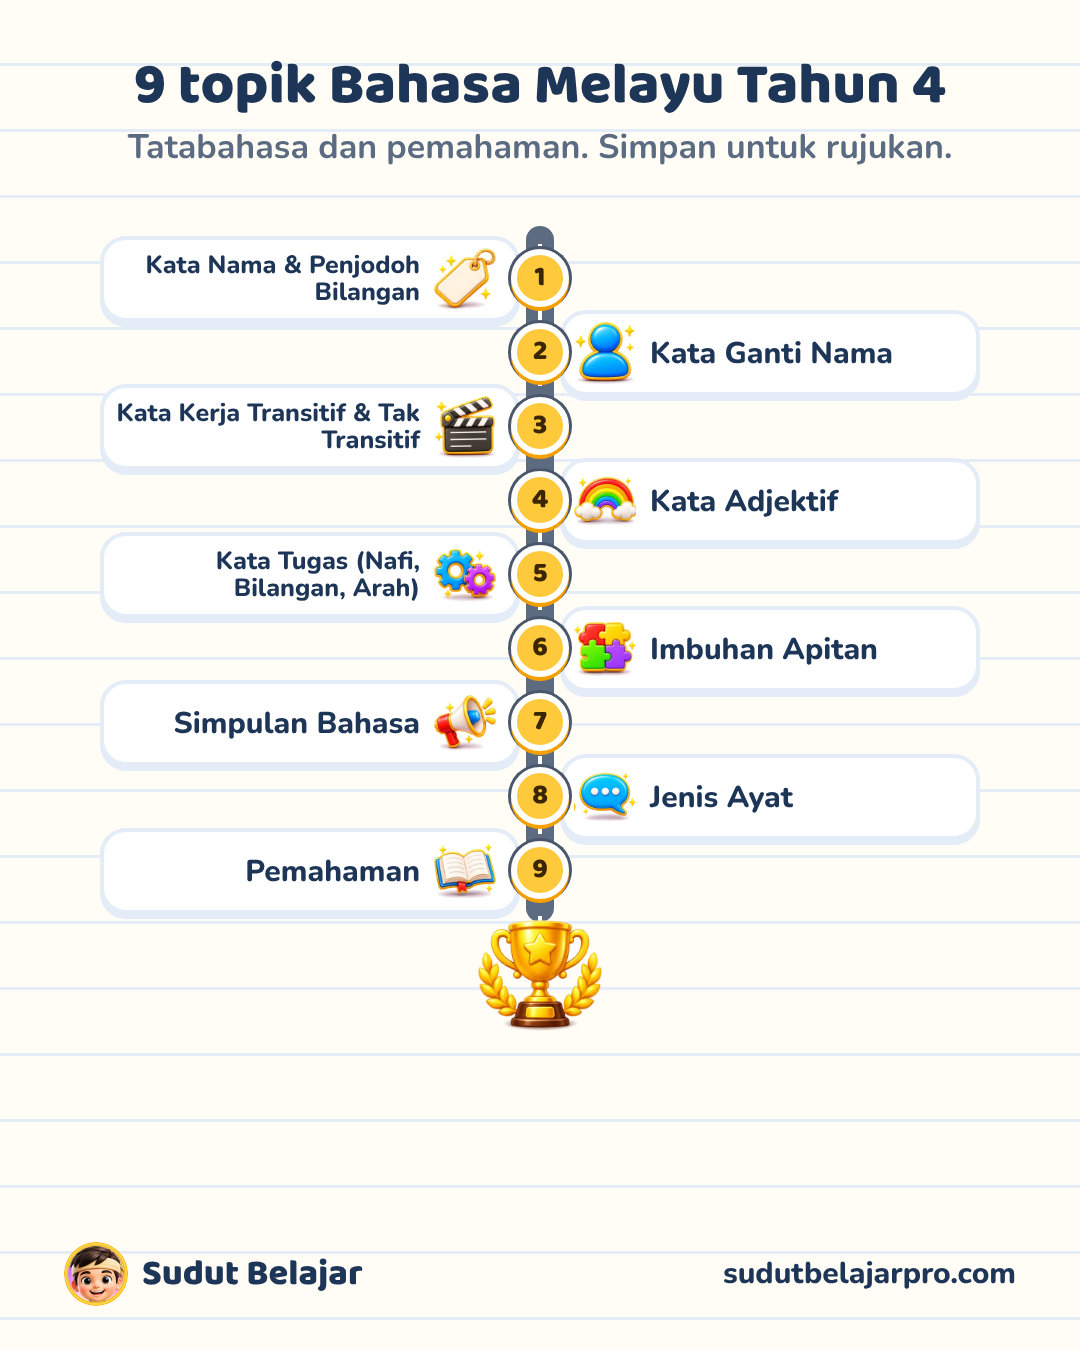 9 topik Bahasa Melayu Tahun 4
Tatabahasa dan pemahaman. Simpan untuk rujukan.
Kata Nama & Penjodoh
Bilangan
1
2
Kata Ganti Nama
Kata Kerja Transitif & Tak
Transitif
3
4
Kata Adjektif
Kata Tugas (Nafi,
Bilangan, Arah)
5
6
Imbuhan Apitan
Simpulan Bahasa
7
8
Jenis Ayat
Pemahaman
9
Sudut Belajar
sudutbelajarpro.com